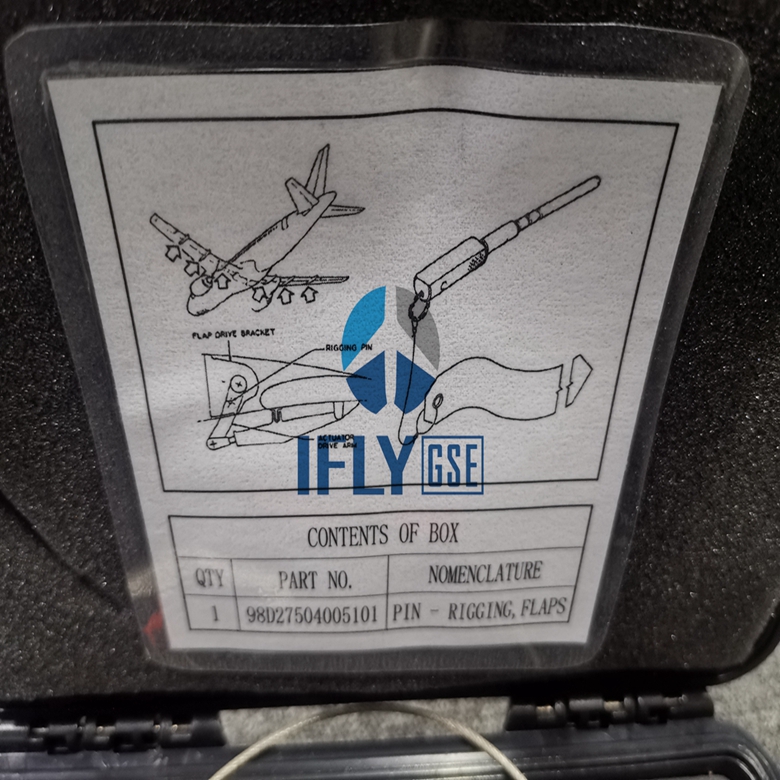 FLAP DRIVE BRACKET
RIGGING PIN
ACTUATOR
DRIVE ARM
IFLY GSE
CONTENTS OF BOX
QTY PART NO. NOMENCLATURE
1 98D27504005101 PIN - RIGGING, FLAPS